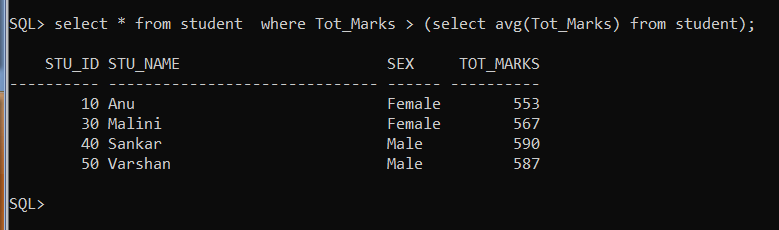 SQL> select * from student  where Tot_Marks > (select avg(Tot_Marks) from student);
    STU_ID STU_NAME                       SEX     TOT_MARKS
---------- ------------------------------ ------ ----------
        10 Anu                            Female        553
        30 Malini                         Female        567
        40 Sankar                         Male          590
        50 Varshan                        Male          587
SQL>